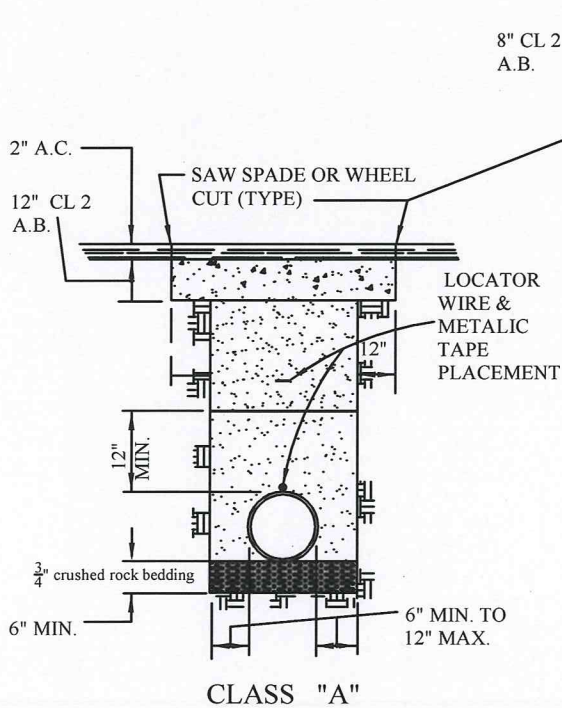 8" CL 2
A.B.
2" A.C.
SAW SPADE OR WHEEL
CUT (TYPE)
12" CL 2
A.B.
LOCATOR
WIRE &
METALIC
TAPE
PLACEMENT
12"
12"
MIN.
3/4" crushed rock bedding
6" MIN.
6" MIN. TO
12" MAX.
CLASS "A"